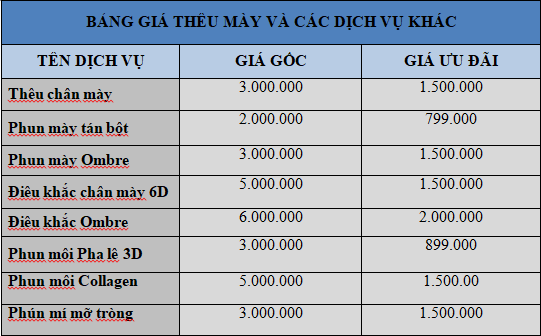 BẢNG GIÁ THÊU MÀY VÀ CÁC DỊCH VỤ KHÁC
TÊN DỊCH VỤ GIÁ GỐC GIÁ ƯU ĐÃI
Thêu chân mày 3.000.000 1.500.000
Phun mày tán bột 2.000.000 799.000
Phun mày Ombre 3.000.000 1.500.000
Điêu khắc chân mày 6D 5.000.000 1.500.000
Điêu khắc Ombre 6.000.000 2.000.000
Phun môi Pha lê 3D 3.000.000 899.000
Phun môi Collagen 5.000.000 1.500.00
Phún mí mỡ tròng 3.000.000 1.500.000